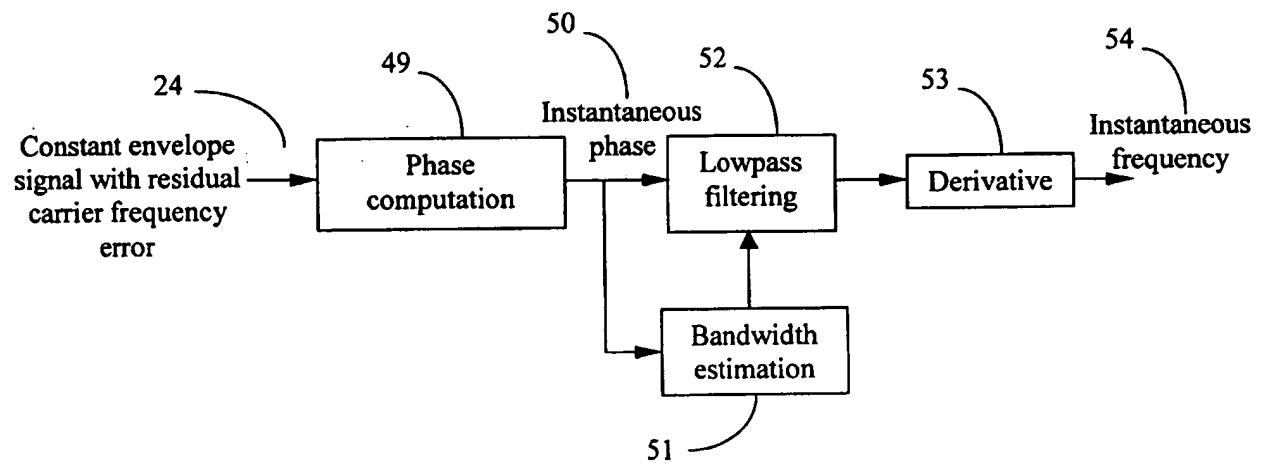 50
54
49
52
53
24
Instantaneous
phase
Instantaneous
frequency
Constant envelope
signal with residual
carrier frequency
error
Phase
computation
Lowpass
filtering
Derivative
Bandwidth
estimation
51